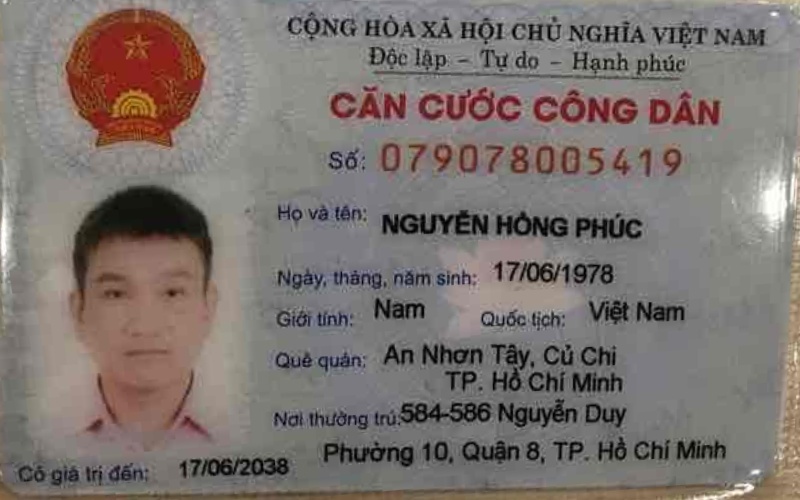 CỘNG HÒA XÃ HỘI CHỦ NGHĨA VIỆT NAM
Độc lập - Tự do - Hạnh phúc
CĂN CƯỚC CÔNG DÂN
Số: 079078005419
Họ và tên: NGUYỄN HỒNG PHÚC
Ngày, tháng, năm sinh: 17/06/1978
Giới tính: Nam Quốc tịch: Việt Nam
Quê quán: An Nhơn Tây, Củ Chi
TP. Hồ Chí Minh
Nơi thường trú: 584-586 Nguyễn Duy
Phường 10, Quận 8, TP. Hồ Chí Minh
Có giá trị đến: 17/06/2038